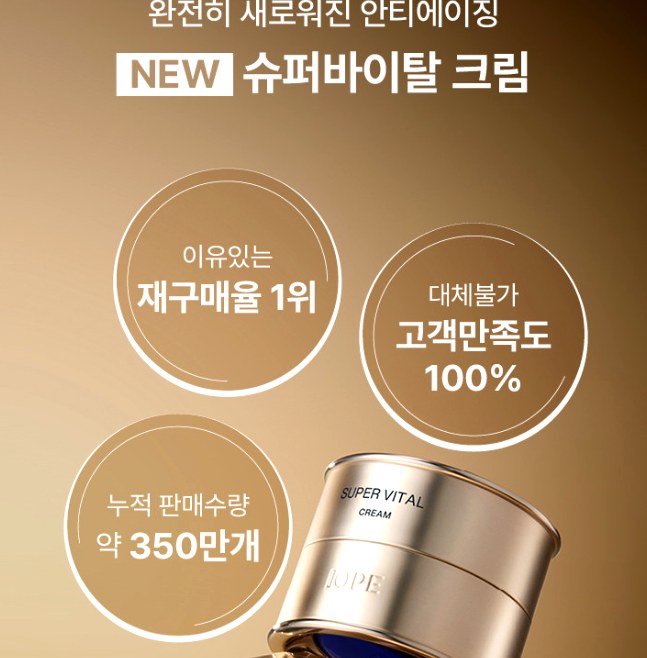 완전히 새로워진 안티에이징
NEW 슈퍼바이탈 크림
이유있는
재구매율 1위
대체불가
고객만족도
100%
누적 판매수량
약 350만개
SUPER VITAL
CREAM
IOPE